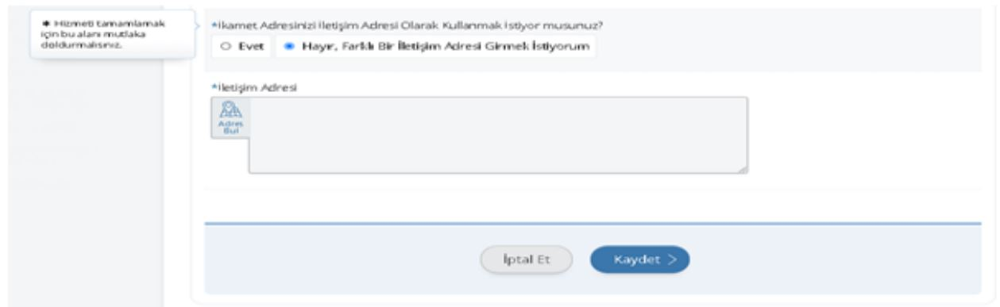 * Hizmeti tamamlamak
için bu alanı mutlaka
doldurmalısınız.
*İkamet Adresinizi İletişim Adresi Olarak Kullanmak İstiyor musunuz?
Evet Hayır, Farklı Bir İletişim Adresi Girmek İstiyorum
*İletişim Adresi
Adres
Bul
İptal Et Kaydet >